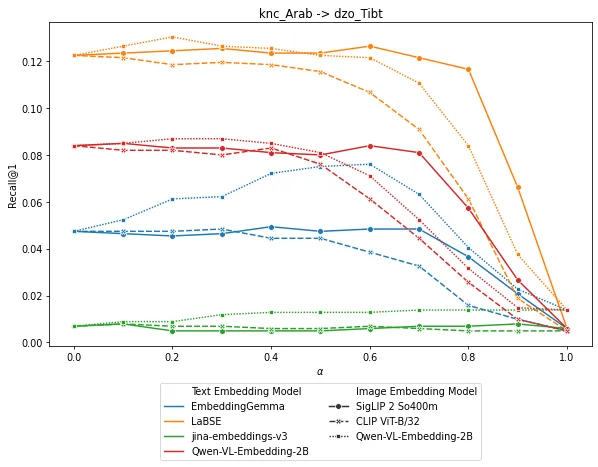 knc_Arab -> dzo_Tibt
Recall@1
0.12
0.10
0.08
0.06
0.04
0.02
0.00
0.0 0.2 0.4 0.6 0.8 1.0
α
Text Embedding Model
EmbeddingGemma
LaBSE
jina-embeddings-v3
Qwen-VL-Embedding-2B
Image Embedding Model
SigLIP 2 So400m
CLIP ViT-B/32
Qwen-VL-Embedding-2B